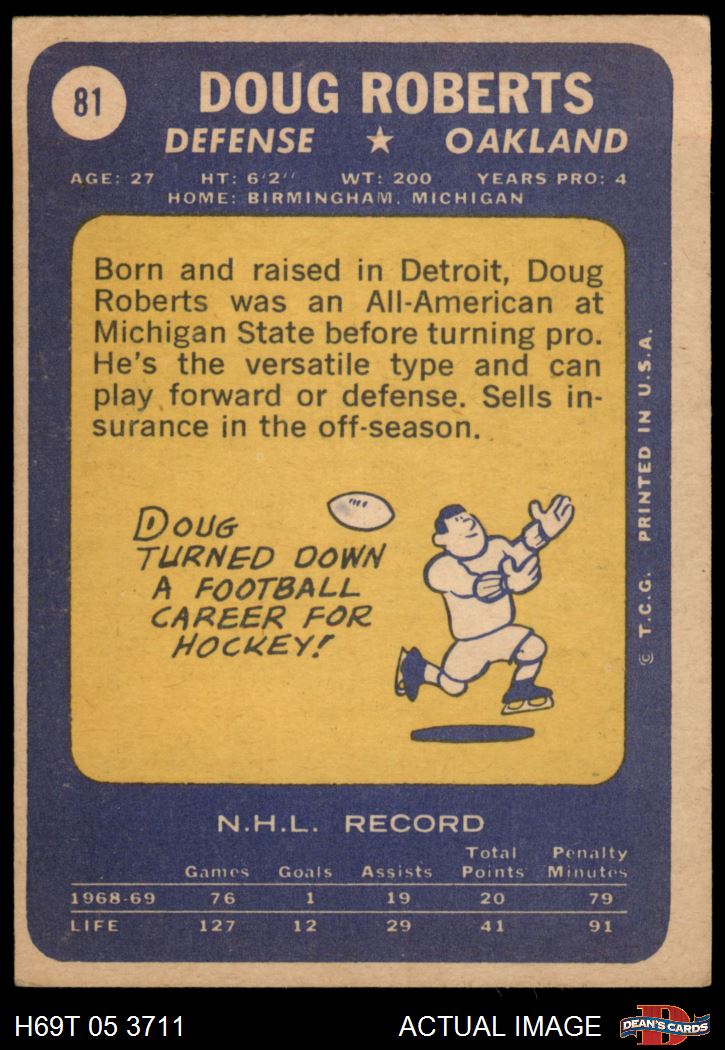 81
DOUG ROBERTS
DEFENSE ★ OAKLAND
AGE: 27 HT: 6'2'' WT: 200 YEARS PRO: 4
HOME: BIRMINGHAM, MICHIGAN
Born and raised in Detroit, Doug
Roberts was an All-American at
Michigan State before turning pro.
He's the versatile type and can
play forward or defense. Sells in-
surance in the off-season.
DOUG
TURNED DOWN
A FOOTBALL
CAREER FOR
HOCKEY!
© T.C.G. PRINTED IN U.S.A.
N.H.L. RECORD
Games Goals Assists Total Points Penalty Minutes
1968-69 76 1 19 20 79
LIFE 127 12 29 41 91
H69T 05 3711 ACTUAL IMAGE
D
DEAN'S CARDS